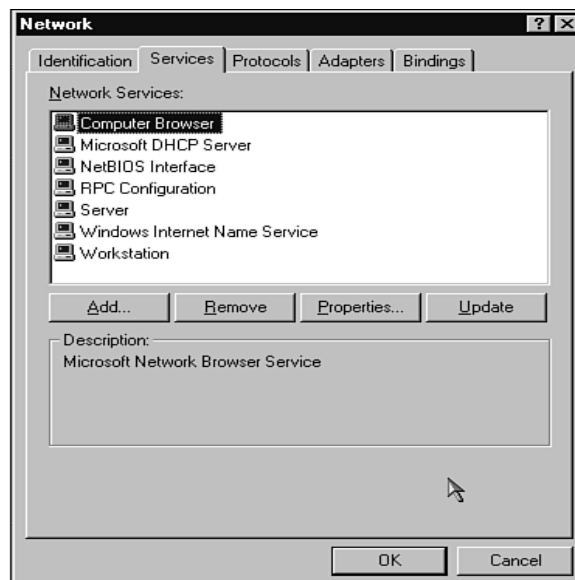 Network
Identification Services Protocols Adapters Bindings
Network Services:
Computer Browser
Microsoft DHCP Server
NetBIOS Interface
RPC Configuration
Server
Windows Internet Name Service
Workstation
Add... Remove Properties... Update
Description:
Microsoft Network Browser Service
OK Cancel